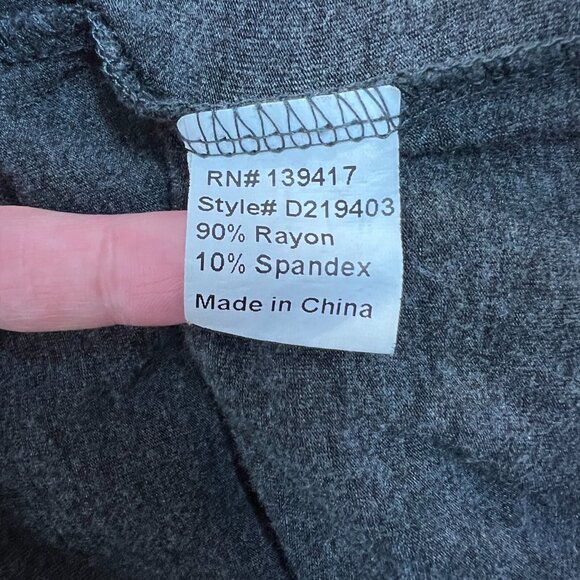 RN# 139417
Style# D219403
90% Rayon
10% Spandex
Made in China